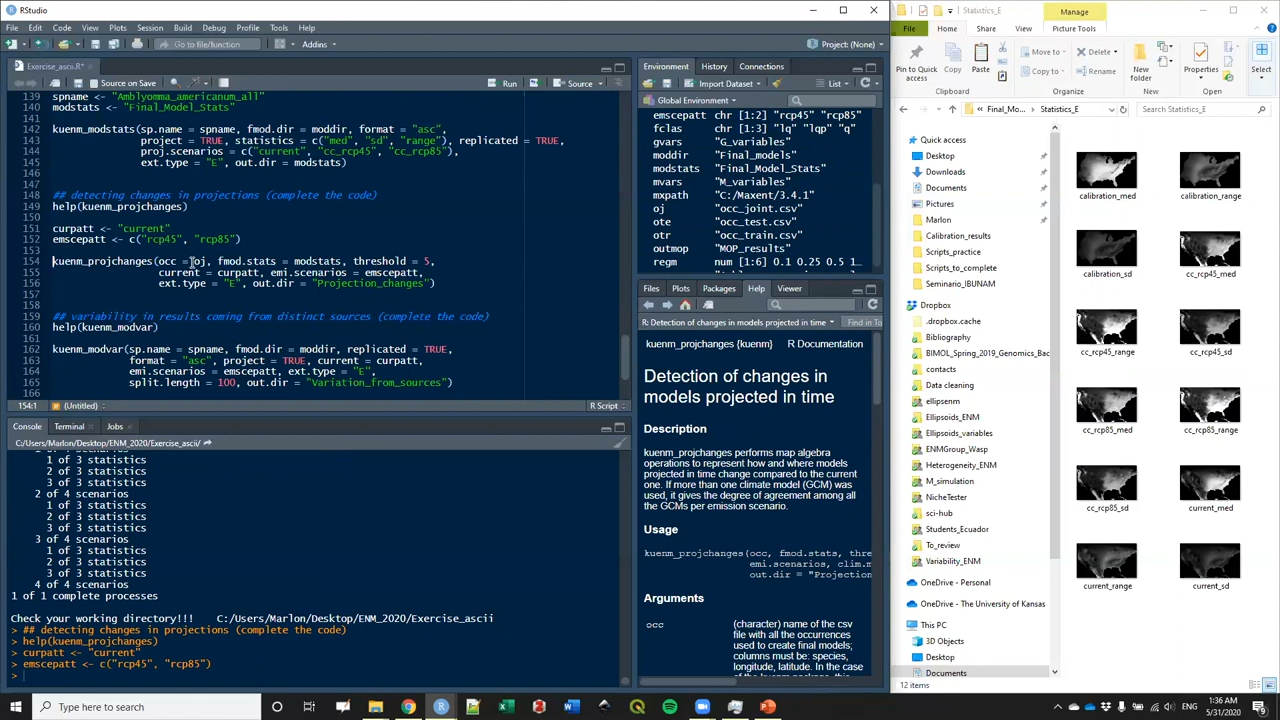 RStudio
File Edit Code View Plots Session Build Debug Profile Tools Help
Go to file/function
Addins
Project: (None)
Exercise_ascii.R*
Source on Save
Run
Source
139 spname <- "Amblyomma_americanum_all"
140 modstats <- "Final_Model_Stats"
141
142 kuenm_modstats(sp.name = spname, fmod.dir = moddir, format = "asc",
143 project = TRUE, statistics = c("med", "sd", "range"), replicated = TRUE,
144 proj.scenarios = c("current", "cc_rcp45", "cc_rcp85"),
145 ext.type = "E", out.dir = modstats)
146
147
148 ## detecting changes in projections (complete the code)
149 help(kuenm_projchanges)
150
151 curpatt <- "current"
152 emscepatt <- c("rcp45", "rcp85")
153
154 kuenm_projchanges(occ = oj, fmod.stats = modstats, threshold = 5,
155 current = curpatt, emi.scenarios = emscepatt,
156 ext.type = "E", out.dir = "Projection_changes")
157
158
159 ## variability in results coming from distinct sources (complete the code)
160 help(kuenm_modvar)
161
162 kuenm_modvar(sp.name = spname, fmod.dir = moddir, replicated = TRUE,
163 format = "asc", project = TRUE, current = curpatt,
164 emi.scenarios = emscepatt, ext.type = "E",
165 split.length = 100, out.dir = "Variation_from_sources")
166
154:1 (Untitled) R Script
Console Terminal Jobs
C:/Users/Marlon/Desktop/ENM_2020/Exercise_ascii/
1 of 3 statistics
2 of 3 statistics
3 of 3 statistics
2 of 4 scenarios
1 of 3 statistics
2 of 3 statistics
3 of 3 statistics
3 of 4 scenarios
1 of 3 statistics
2 of 3 statistics
3 of 3 statistics
4 of 4 scenarios
1 of 1 complete processes
Check your working directory!!! C:/Users/Marlon/Desktop/ENM_2020/Exercise_ascii
> ## detecting changes in projections (complete the code)
> help(kuenm_projchanges)
> curpatt <- "current"
> emscepatt <- c("rcp45", "rcp85")
>
Environment History Connections
Import Dataset
List
Global Environment
emscepatt chr [1:2] "rcp45" "rcp85"
fclas chr [1:3] "lq" "lqp" "q"
gvars "G_variables"
moddir "Final_models"
modstats "Final_Model_Stats"
mvars "M_variables"
mxpath "C:/Maxent/3.4.1"
oj "occ_joint.csv"
ot "occ_test.csv"
otr "occ_train.csv"
outmop "MOP_results"
regm num [1:6] 0.1 0.25 0.5 1…
Files Plots Packages Help Viewer
R: Detection of changes in models projected in time
Find in To
kuenm_projchanges {kuenm} R Documentation
Detection of changes in
models projected in time
Description
kuenm_projchanges performs map algebra
operations to represent how and where models
projected in time change compared to the current
one. If more than one climate model (GCM) was
used, it gives the degree of agreement among all
the GCMs per emission scenario.
Usage
kuenm_projchanges(occ, fmod.stats, thre
emi.scenarios, clim.m
out.dir = "Projection
Arguments
occ (character) name of the csv
file with all the occurrences
used to create final models;
columns must be: species,
longitude, latitude. In the case
Statistics_E
Manage
File Home Share View Picture Tools
Pin to Quick access
Copy
Paste
Move to
Copy to
Delete
Rename
New folder
Properties
Select
Clipboard Organize New Open
Final_Mo... Statistics_E
Search Statistics_E
Quick access
Desktop
Downloads
Documents
Pictures
Marlon
Calibration_results
Scripts_practice
Scripts_to_complete
Seminario_IBUNAM
Dropbox
.dropbox.cache
Bibliography
BIMOL_Spring_2019_Genomics_Bac
contacts
Data cleaning
ellipsenm
Ellipsoids_ENM
Ellipsoids_variables
ENMGroup_Wasp
Heterogeneity_ENM
M_simulation
NicheTester
sci-hub
Students_Ecuador
To_review
Variability_ENM
OneDrive - Personal
OneDrive - The University of Kansas
This PC
3D Objects
Desktop
Documents
calibration_med
calibration_range
calibration_sd
cc_rcp45_med
cc_rcp45_range
cc_rcp45_sd
cc_rcp85_med
cc_rcp85_range
cc_rcp85_sd
current_med
current_range
current_sd
12 items
Type here to search
ENG
1:36 AM
5/31/2020